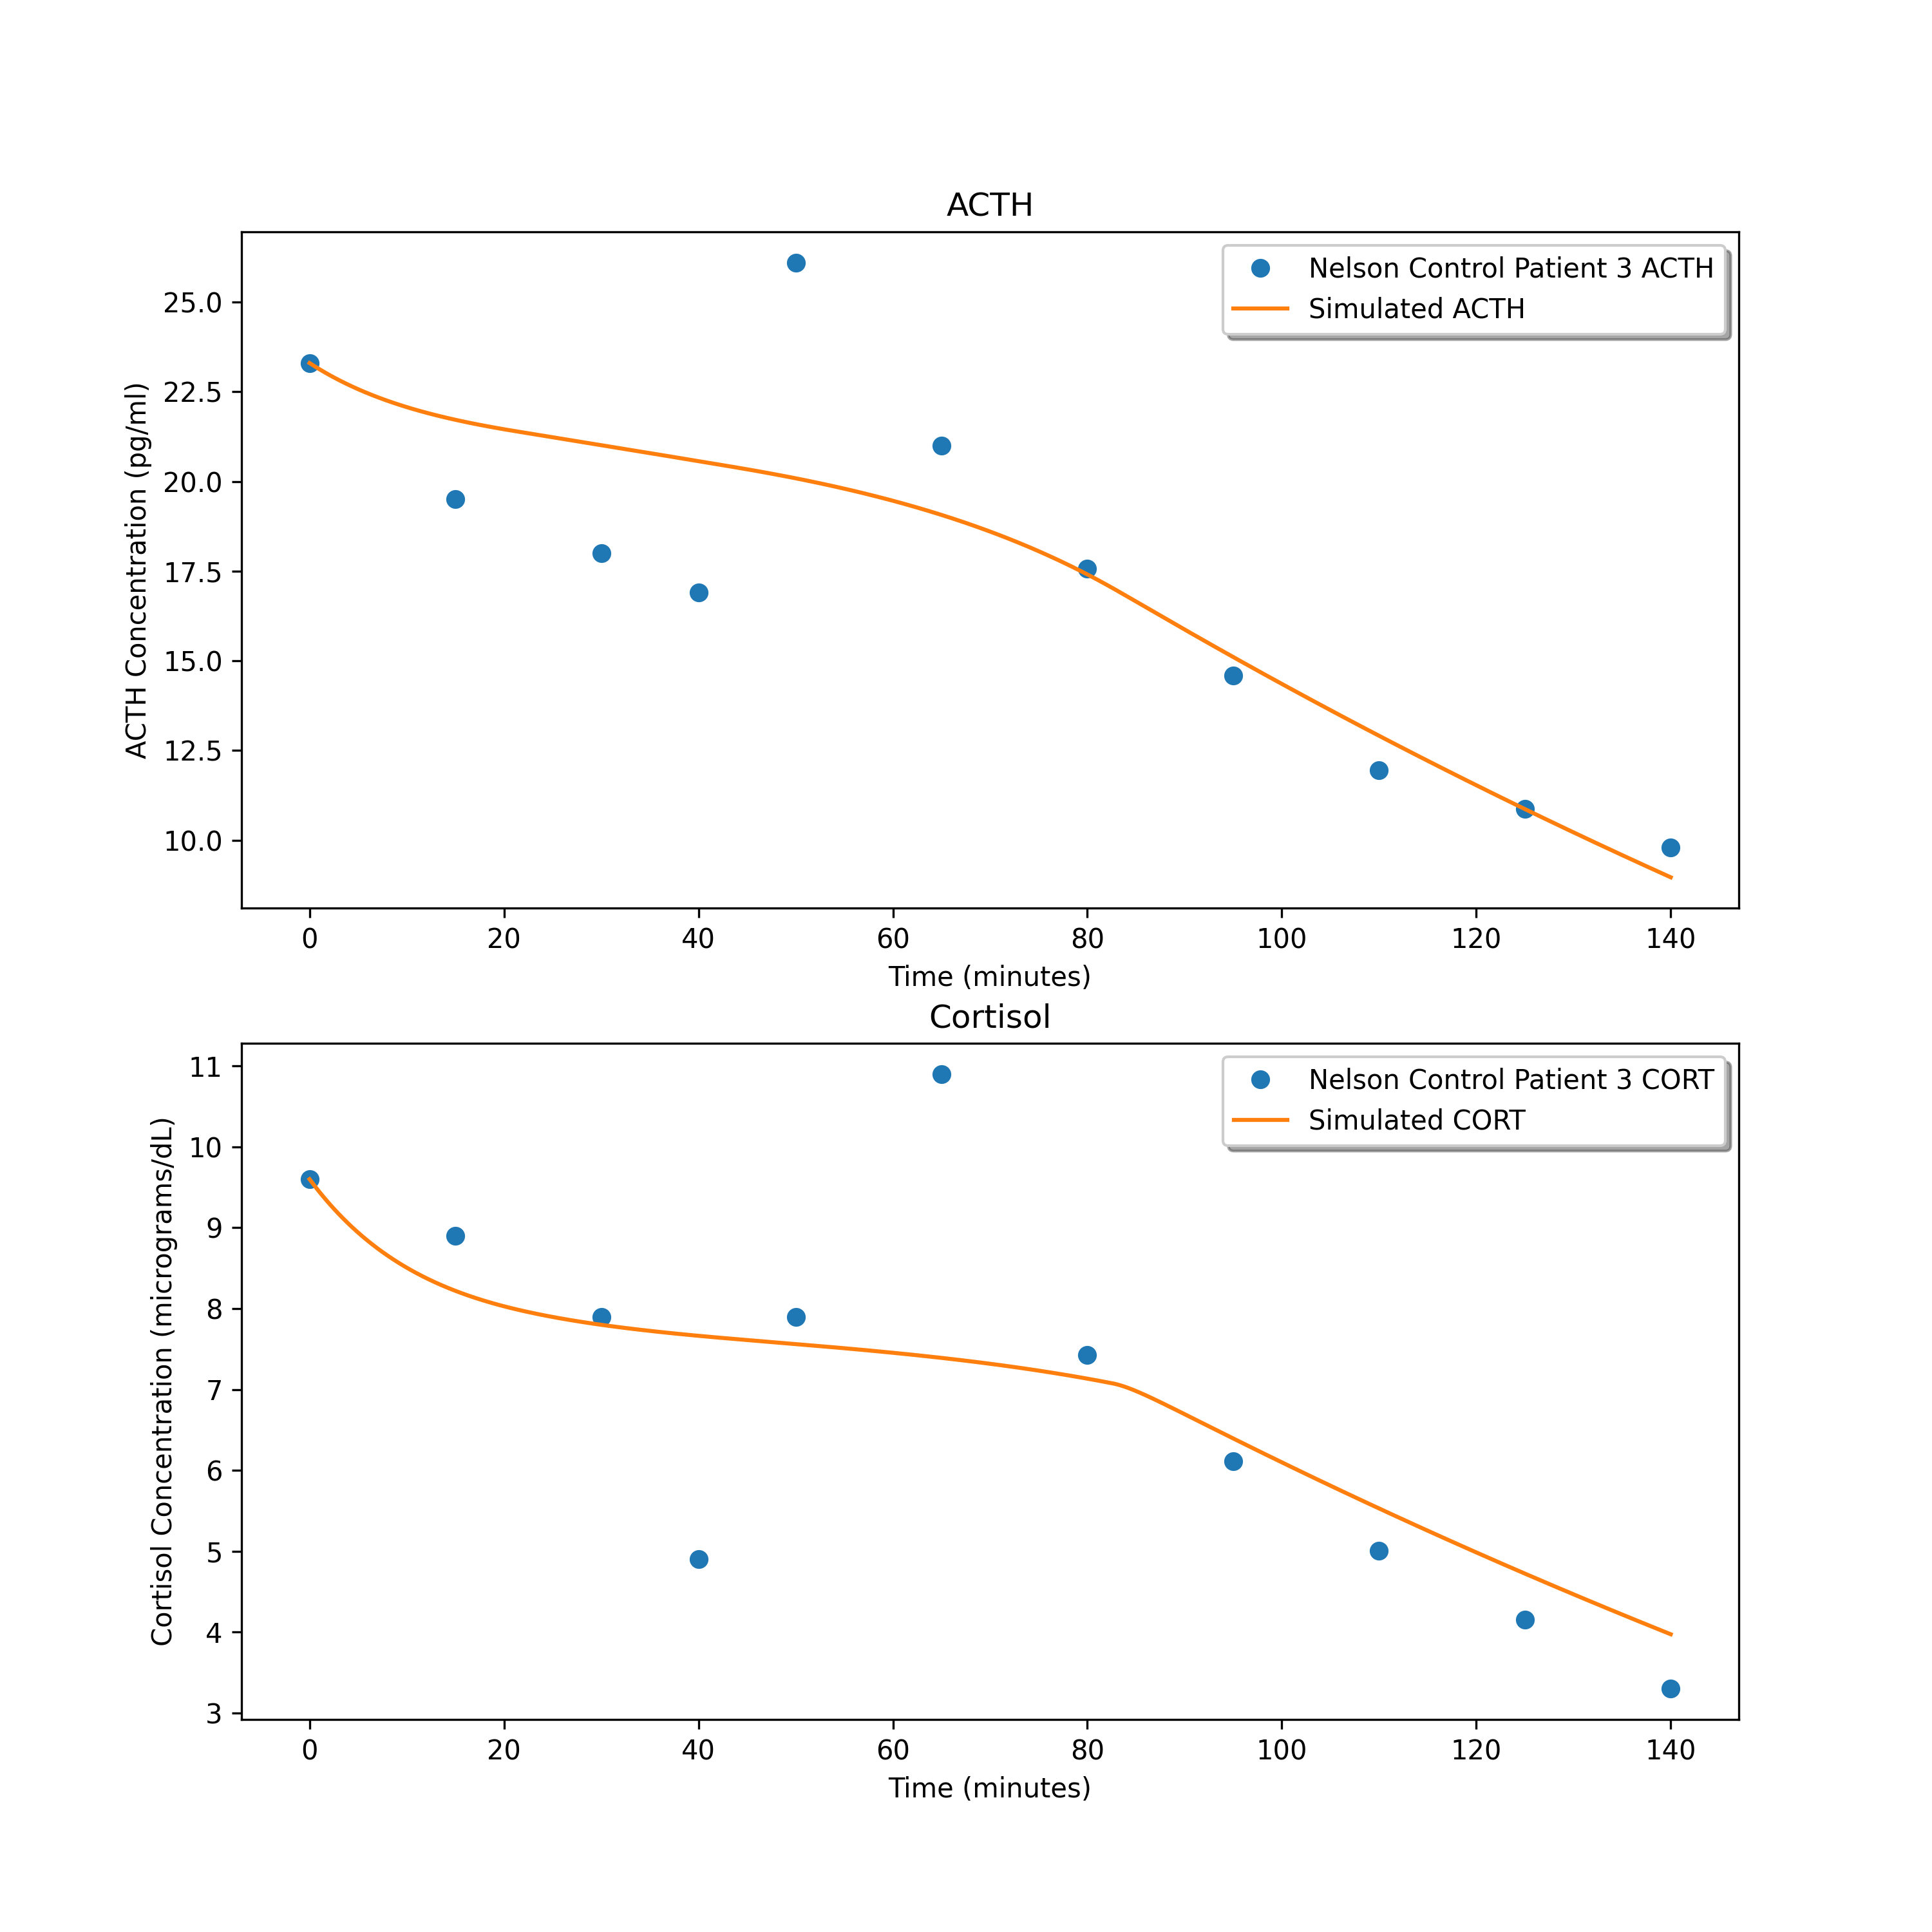 ACTH
Nelson Control Patient 3 ACTH
Simulated ACTH
ACTH Concentration (pg/ml)
25.0
22.5
20.0
17.5
15.0
12.5
10.0
0 20 40 60 80 100 120 140
Time (minutes)
Cortisol
Nelson Control Patient 3 CORT
Simulated CORT
Cortisol Concentration (micrograms/dL)
11
10
9
8
7
6
5
4
3
0 20 40 60 80 100 120 140
Time (minutes)